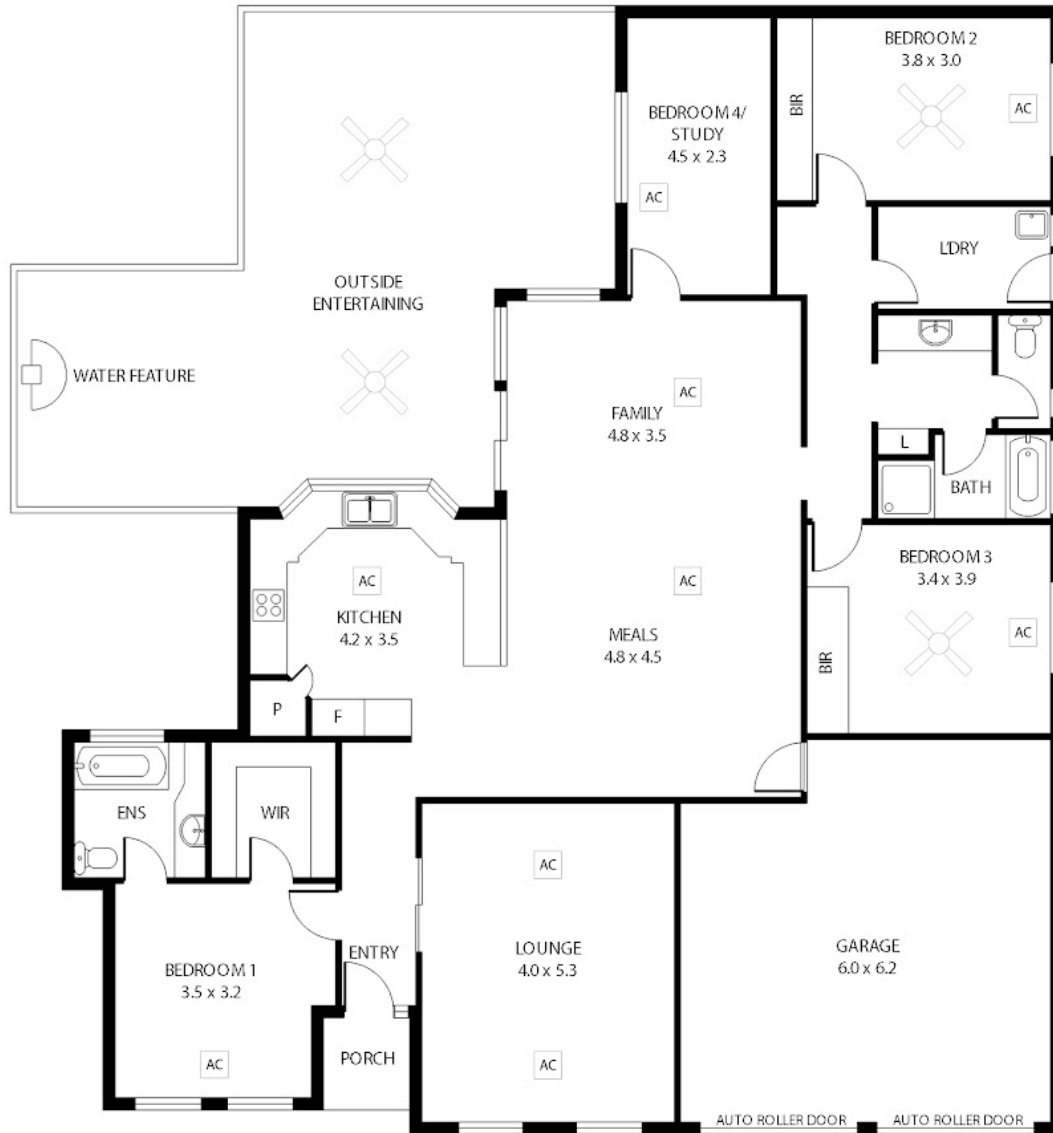 BEDROOM 2
3.8 x 3.0
BIR
AC
BEDROOM 4/
STUDY
4.5 x 2.3
AC
L'DRY
OUTSIDE
ENTERTAINING
WATER FEATURE
FAMILY
4.8 x 3.5
AC
L
BATH
KITCHEN
4.2 x 3.5
AC
MEALS
4.8 x 4.5
AC
BEDROOM 3
3.4 x 3.9
BIR
AC
P
F
ENS
WIR
BEDROOM 1
3.5 x 3.2
AC
ENTRY
PORCH
AC
LOUNGE
4.0 x 5.3
AC
GARAGE
6.0 x 6.2
AUTO ROLLER DOOR
AUTO ROLLER DOOR